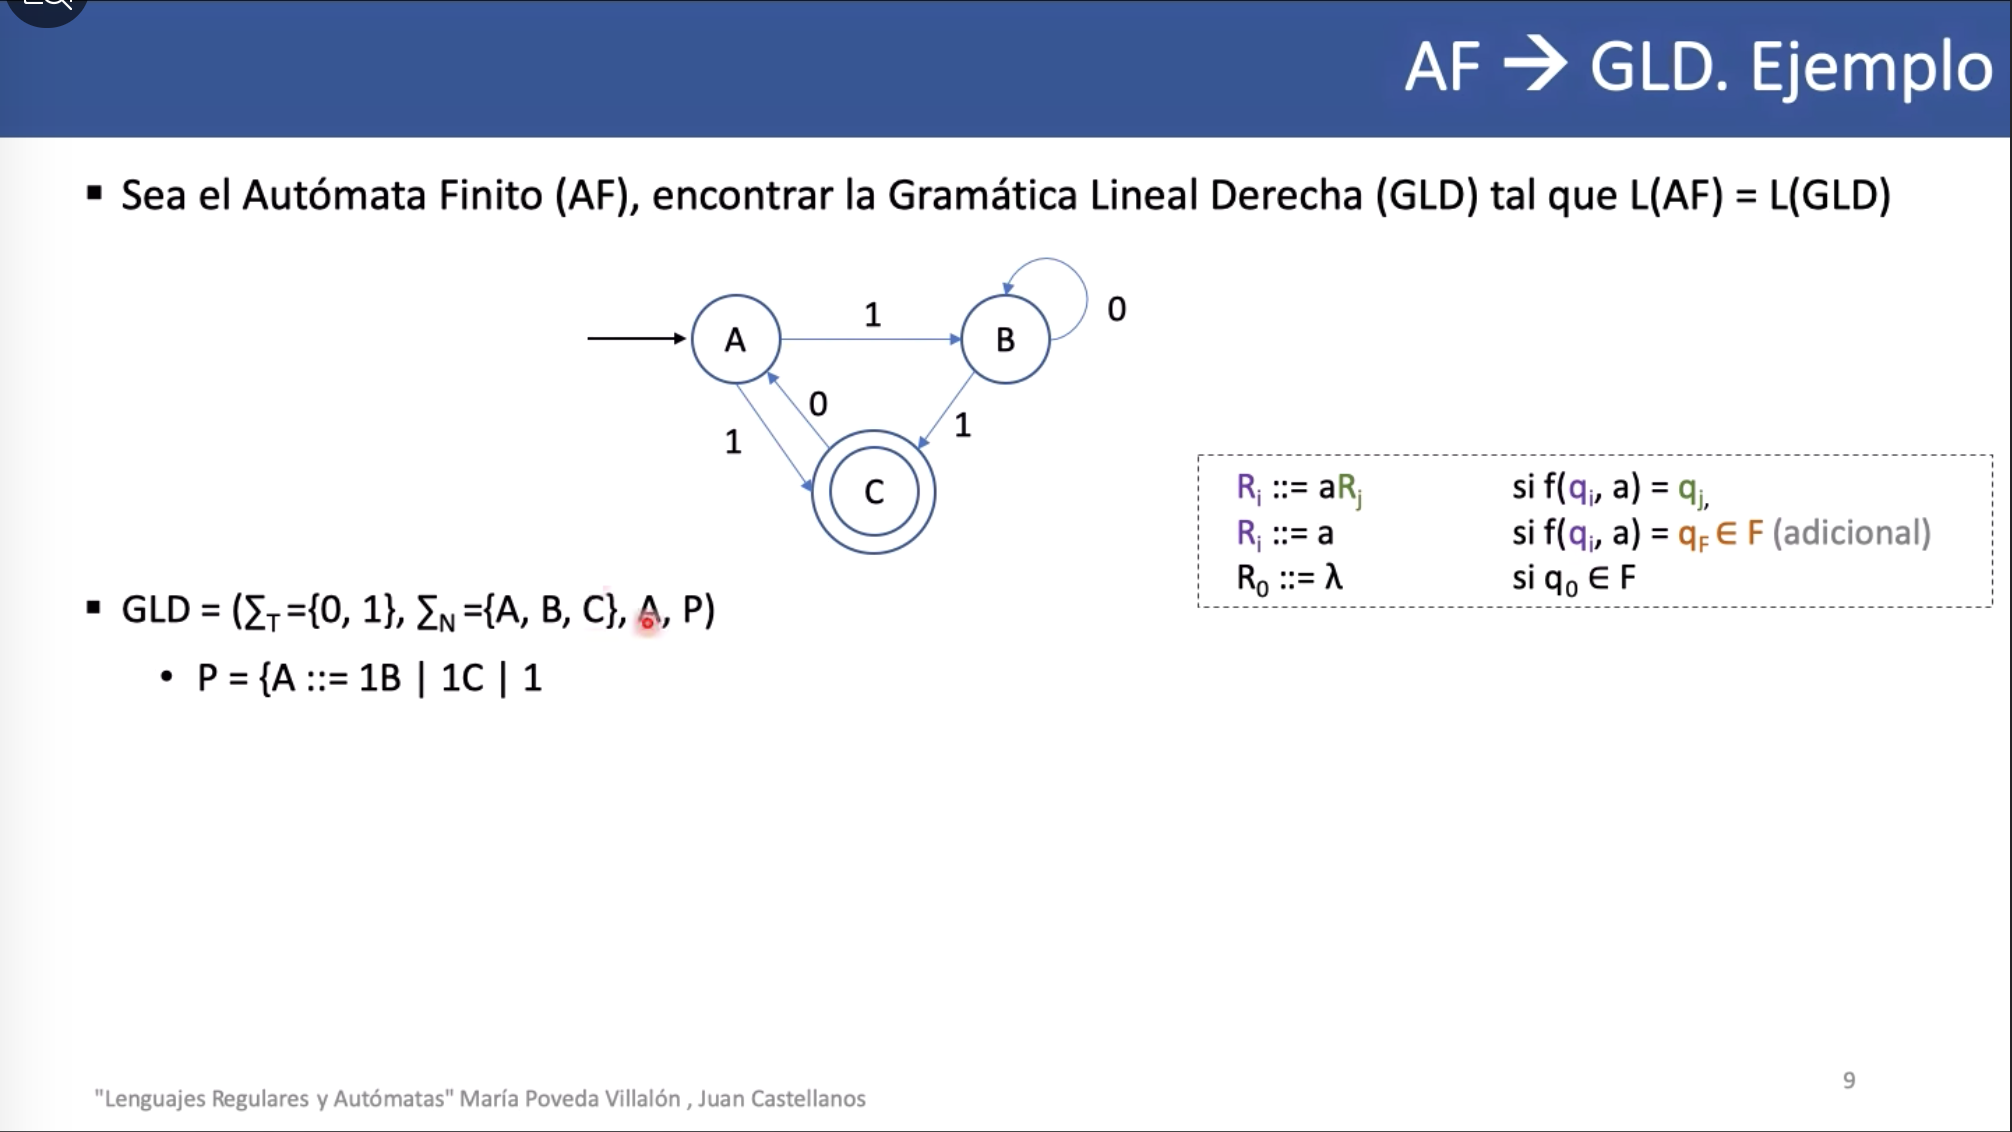 AF → GLD. Ejemplo
▪ Sea el Autómata Finito (AF), encontrar la Gramática Lineal Derecha (GLD) tal que L(AF) = L(GLD)
A
1
B
0
0
1
1
C
Rᵢ ::= aRⱼ si f(qᵢ, a) = qⱼ,
Rᵢ ::= a si f(qᵢ, a) = q_F ∈ F (adicional)
R₀ ::= λ si q₀ ∈ F
▪ GLD = (∑_T ={0, 1}, ∑_N ={A, B, C}, A, P)
• P = {A ::= 1B | 1C | 1
9
"Lenguajes Regulares y Autómatas" María Poveda Villalón , Juan Castellanos